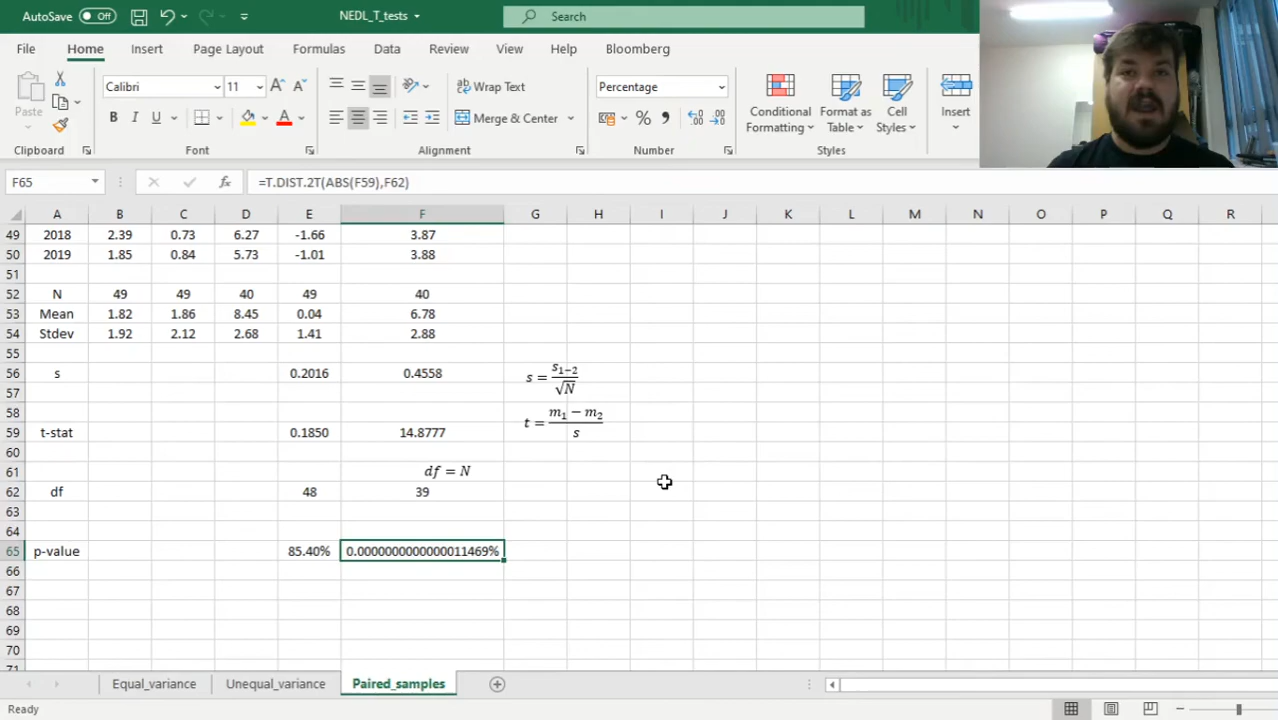 AutoSave Off NEDL_T_tests Search
File Home Insert Page Layout Formulas Data Review View Help Bloomberg
Calibri 11 Wrap Text Percentage
Paste B I U A Merge & Center % Conditional Formatting Format as Table Cell Styles Insert
Clipboard Font Alignment Number Styles
F65 fx =T.DIST.2T(ABS(F59),F62)
A B C D E F G H I J K L M N O P Q R
49 2018 2.39 0.73 6.27 -1.66 3.87
50 2019 1.85 0.84 5.73 -1.01 3.88
51
52 N 49 49 40 49 40
53 Mean 1.82 1.86 8.45 0.04 6.78
54 Stdev 1.92 2.12 2.68 1.41 2.88
55
56 s 0.2016 0.4558 s = s1−2 / √N
57
58
59 t-stat 0.1850 14.8777 t = m1 − m2 / s
60
61 df = N
62 df 48 39
63
64
65 p-value 85.40% 0.0000000000000011469%
66
67
68
69
70
71
Equal_variance Unequal_variance Paired_samples
Ready